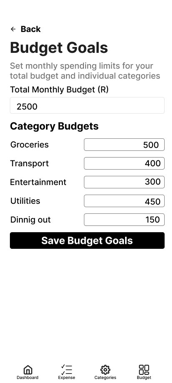 Back
Budget Goals
Set monthly spending limits for your
total budget and individual categories
Total Monthly Budget (R)
2500
Category Budgets
Groceries 500
Transport 400
Entertainment 300
Utilities 450
Dinnig out 150
Save Budget Goals
Dashboard Expense Categories Budget